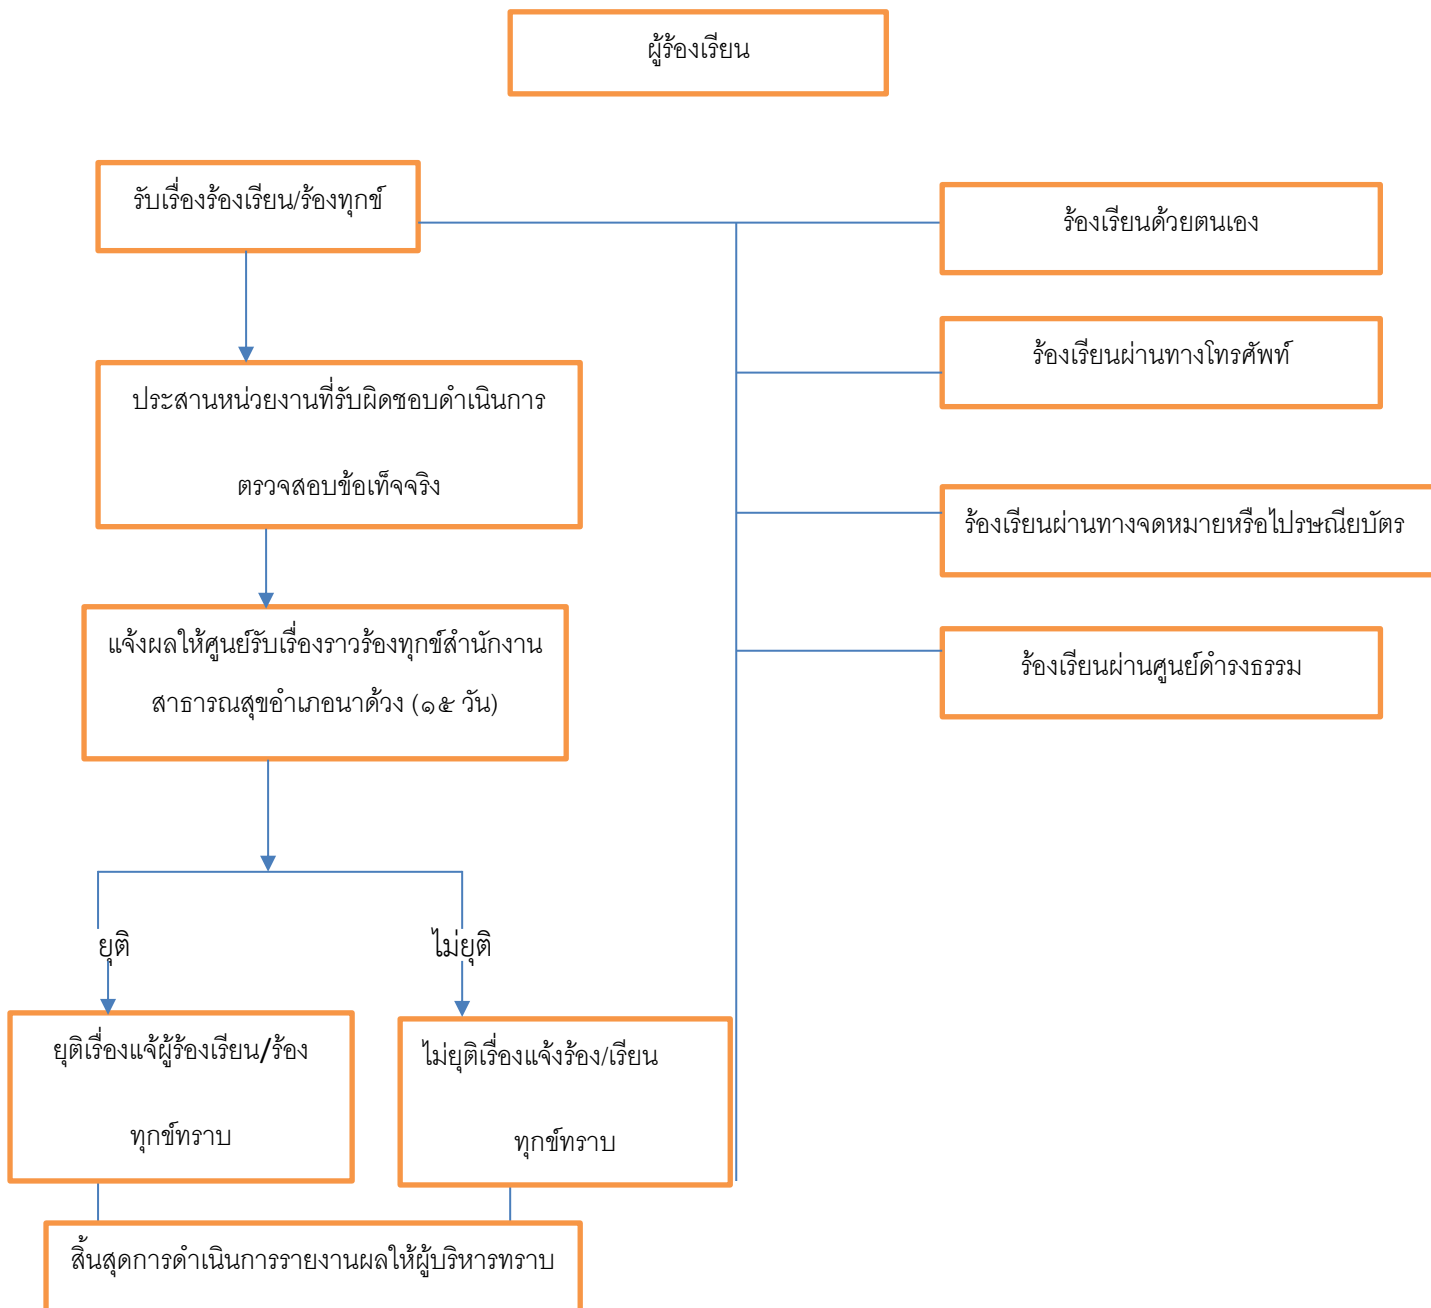 ผู้ร้องเรียน
รับเรื่องร้องเรียน/ร้องทุกข์
ร้องเรียนด้วยตนเอง
ร้องเรียนผ่านทางโทรศัพท์
ประสานหน่วยงานที่รับผิดชอบดำเนินการ
ตรวจสอบข้อเท็จจริง
ร้องเรียนผ่านทางจดหมายหรือไปรษณียบัตร
แจ้งผลให้ศูนย์รับเรื่องราวร้องทุกข์สำนักงาน
สาธารณสุขอำเภอนาด้วง (๑๕ วัน)
ร้องเรียนผ่านศูนย์ดำรงธรรม
ยุติ
ไม่ยุติ
ยุติเรื่องแจ้ผู้ร้องเรียน/ร้อง
ทุกข์ทราบ
ไม่ยุติเรื่องแจ้งร้อง/เรียน
ทุกข์ทราบ
สิ้นสุดการดำเนินการรายงานผลให้ผู้บริหารทราบ